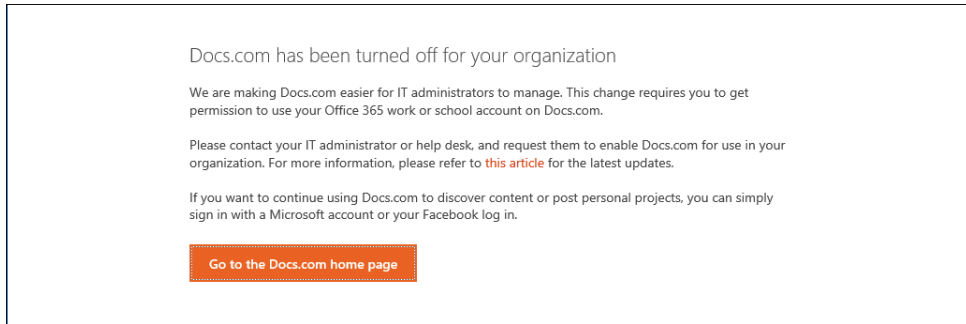 Docs.com has been turned off for your organization
We are making Docs.com easier for IT administrators to manage. This change requires you to get
permission to use your Office 365 work or school account on Docs.com.
Please contact your IT administrator or help desk, and request them to enable Docs.com for use in your
organization. For more information, please refer to this article for the latest updates.
If you want to continue using Docs.com to discover content or post personal projects, you can simply
sign in with a Microsoft account or your Facebook log in.
Go to the Docs.com home page